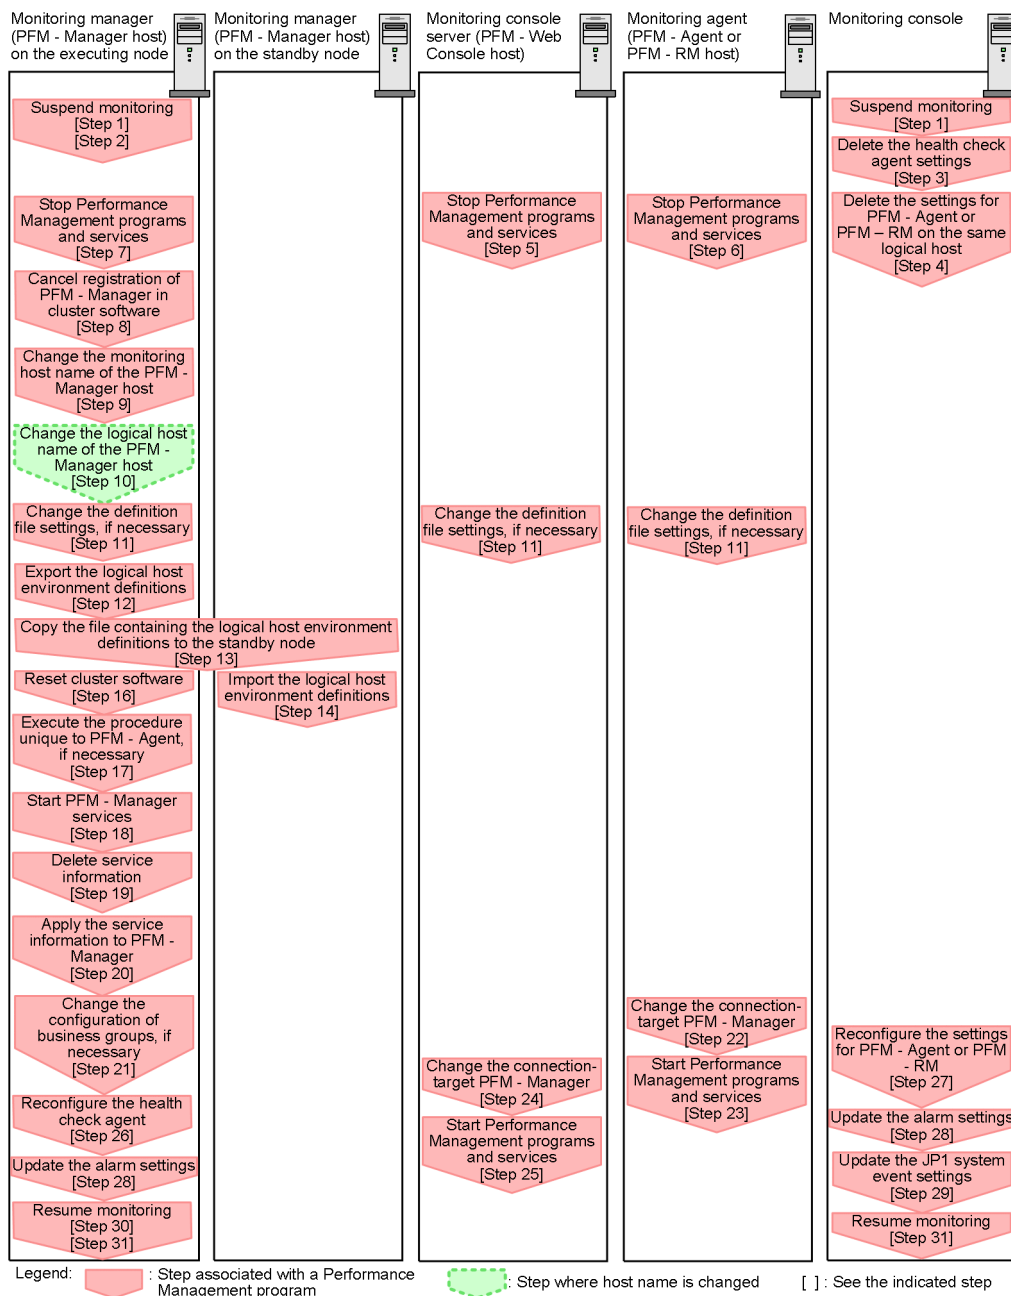 Monitoring manager
(PFM - Manager host)
on the executing node
Monitoring manager
(PFM - Manager host)
on the standby node
Monitoring console
server (PFM - Web
Console host)
Monitoring agent
(PFM - Agent or
PFM - RM host)
Monitoring console
Suspend monitoring
[Step 1]
[Step 2]
Stop Performance
Management programs
and services
[Step 7]
Cancel registration of
PFM - Manager in
cluster software
[Step 8]
Change the monitoring
host name of the PFM -
Manager host
[Step 9]
Change the logical host
name of the PFM -
Manager host
[Step 10]
Change the definition
file settings, if necessary
[Step 11]
Export the logical host
environment definitions
[Step 12]
Copy the file containing the logical host environment
definitions to the standby node
[Step 13]
Reset cluster software
[Step 16]
Execute the procedure
unique to PFM - Agent,
if necessary
[Step 17]
Start PFM - Manager
services
[Step 18]
Delete service
information
[Step 19]
Apply the service
information to PFM -
Manager
[Step 20]
Change the
configuration of
business groups, if
necessary
[Step 21]
Reconfigure the health
check agent
[Step 26]
Update the alarm settings
[Step 28]
Resume monitoring
[Step 30]
[Step 31]
Import the logical host
environment definitions
[Step 14]
Stop Performance
Management programs
and services
[Step 5]
Change the definition
file settings, if necessary
[Step 11]
Change the connection-
target PFM - Manager
[Step 24]
Start Performance
Management programs
and services
[Step 25]
Stop Performance
Management programs
and services
[Step 6]
Change the definition
file settings, if necessary
[Step 11]
Change the connection-
target PFM - Manager
[Step 22]
Start Performance
Management programs
and services
[Step 23]
Suspend monitoring
[Step 1]
Delete the health check
agent settings
[Step 3]
Delete the settings for
PFM - Agent or
PFM – RM on the same
logical host
[Step 4]
Reconfigure the settings
for PFM - Agent or PFM
- RM
[Step 27]
Update the alarm settings
[Step 28]
Update the JP1 system
event settings
[Step 29]
Resume monitoring
[Step 31]
Legend:
: Step associated with a Performance
Management program
: Step where host name is changed
[ ] : See the indicated step